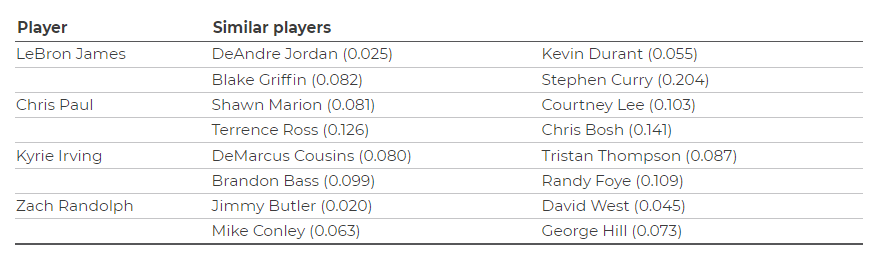 Player Similar players
LeBron James DeAndre Jordan (0.025) Kevin Durant (0.055)
Blake Griffin (0.082) Stephen Curry (0.204)
Chris Paul Shawn Marion (0.081) Courtney Lee (0.103)
Terrence Ross (0.126) Chris Bosh (0.141)
Kyrie Irving DeMarcus Cousins (0.080) Tristan Thompson (0.087)
Brandon Bass (0.099) Randy Foye (0.109)
Zach Randolph Jimmy Butler (0.020) David West (0.045)
Mike Conley (0.063) George Hill (0.073)